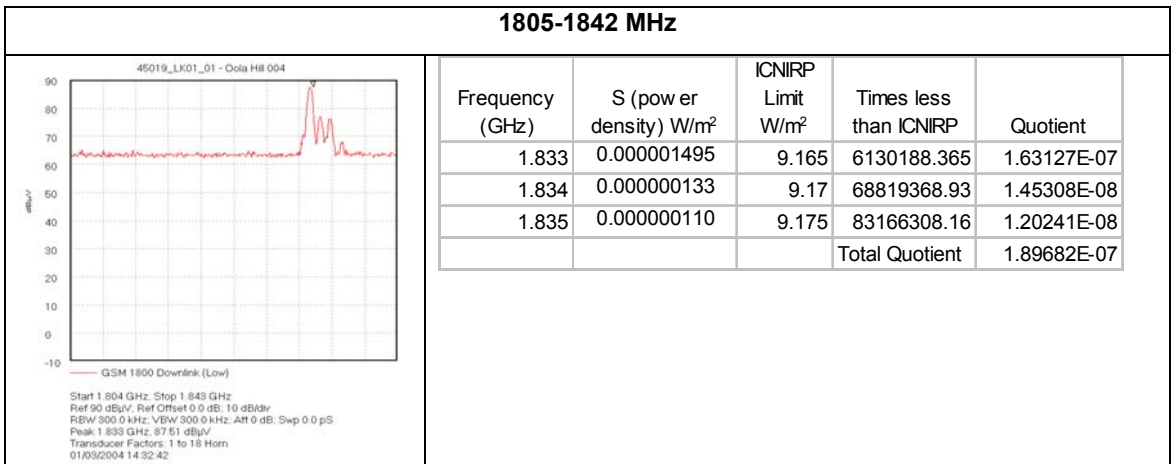 1805-1842 MHz
45019_LK01_01 - Oola Hill 004
90
80
70
60
50
40
30
20
10
0
-10
dBµV
GSM 1800 Downlink (Low)
Start 1.804 GHz; Stop 1.843 GHz
Ref 90 dBµV; Ref Offset 0.0 dB; 10 dB/div
RBW 300.0 kHz; VBW 300.0 kHz; Att 0 dB; Swp 0.0 pS
Peak 1.833 GHz, 87.51 dBµV
Transducer Factors: 1 to 18 Horn
01/03/2004 14:32:42
Frequency (GHz) S (pow er density) W/m² ICNIRP Limit W/m² Times less than ICNIRP Quotient
1.833 0.000001495 9.165 6130188.365 1.63127E-07
1.834 0.000000133 9.17 68819368.93 1.45308E-08
1.835 0.000000110 9.175 83166308.16 1.20241E-08
Total Quotient 1.89682E-07